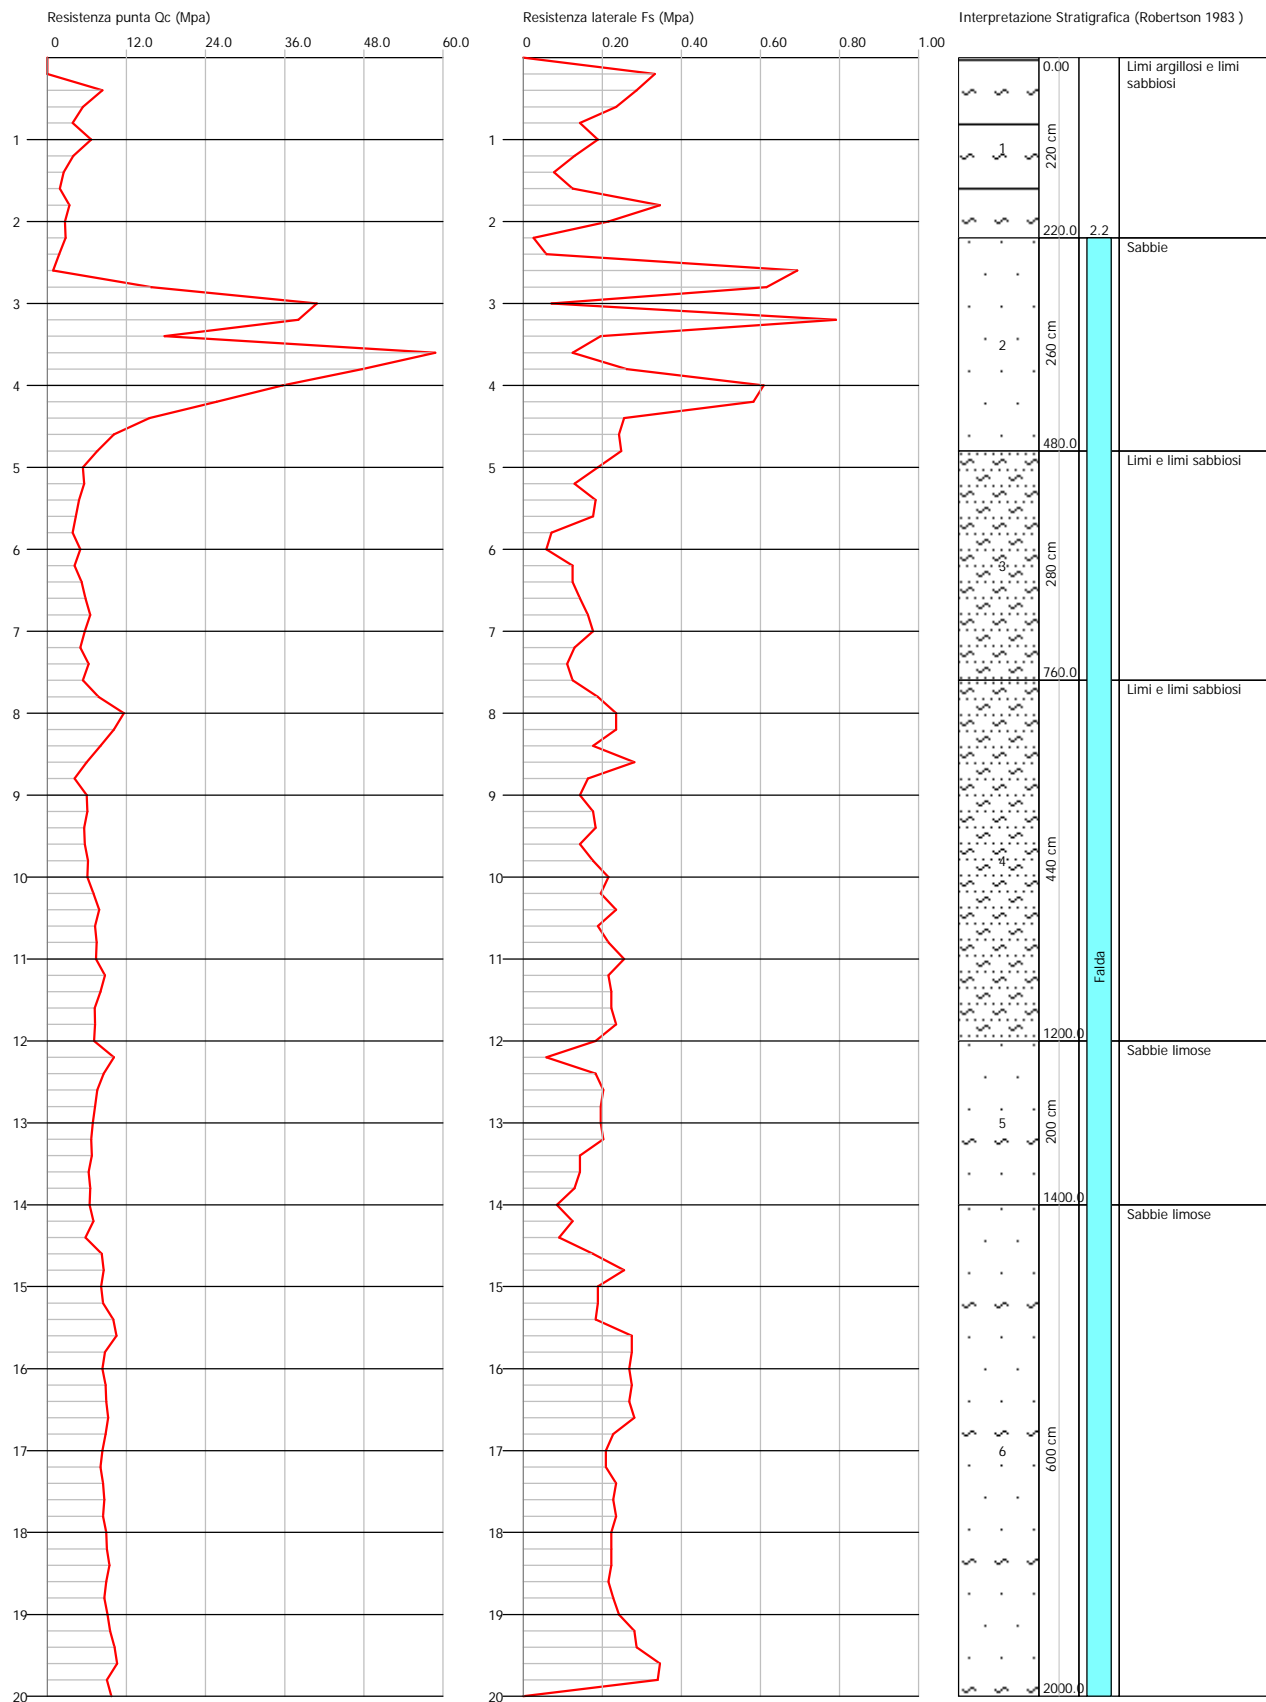 Resistenza punta Qc (Mpa)
Resistenza laterale Fs (Mpa)
Interpretazione Stratigrafica (Robertson 1983 )
0 12.0 24.0 36.0 48.0 60.0
0 0.20 0.40 0.60 0.80 1.00
1
2
3
4
5
6
7
8
9
10
11
12
13
14
15
16
17
18
19
20
1
2
3
4
5
6
7
8
9
10
11
12
13
14
15
16
17
18
19
20
0.00
Limi argillosi e limi
sabbiosi
1
220 cm
220.0
2.2
Sabbie
2
260 cm
480.0
Limi e limi sabbiosi
3
280 cm
760.0
Limi e limi sabbiosi
4
440 cm
Falda
1200.0
Sabbie limose
5
200 cm
1400.0
Sabbie limose
6
600 cm
2000.0